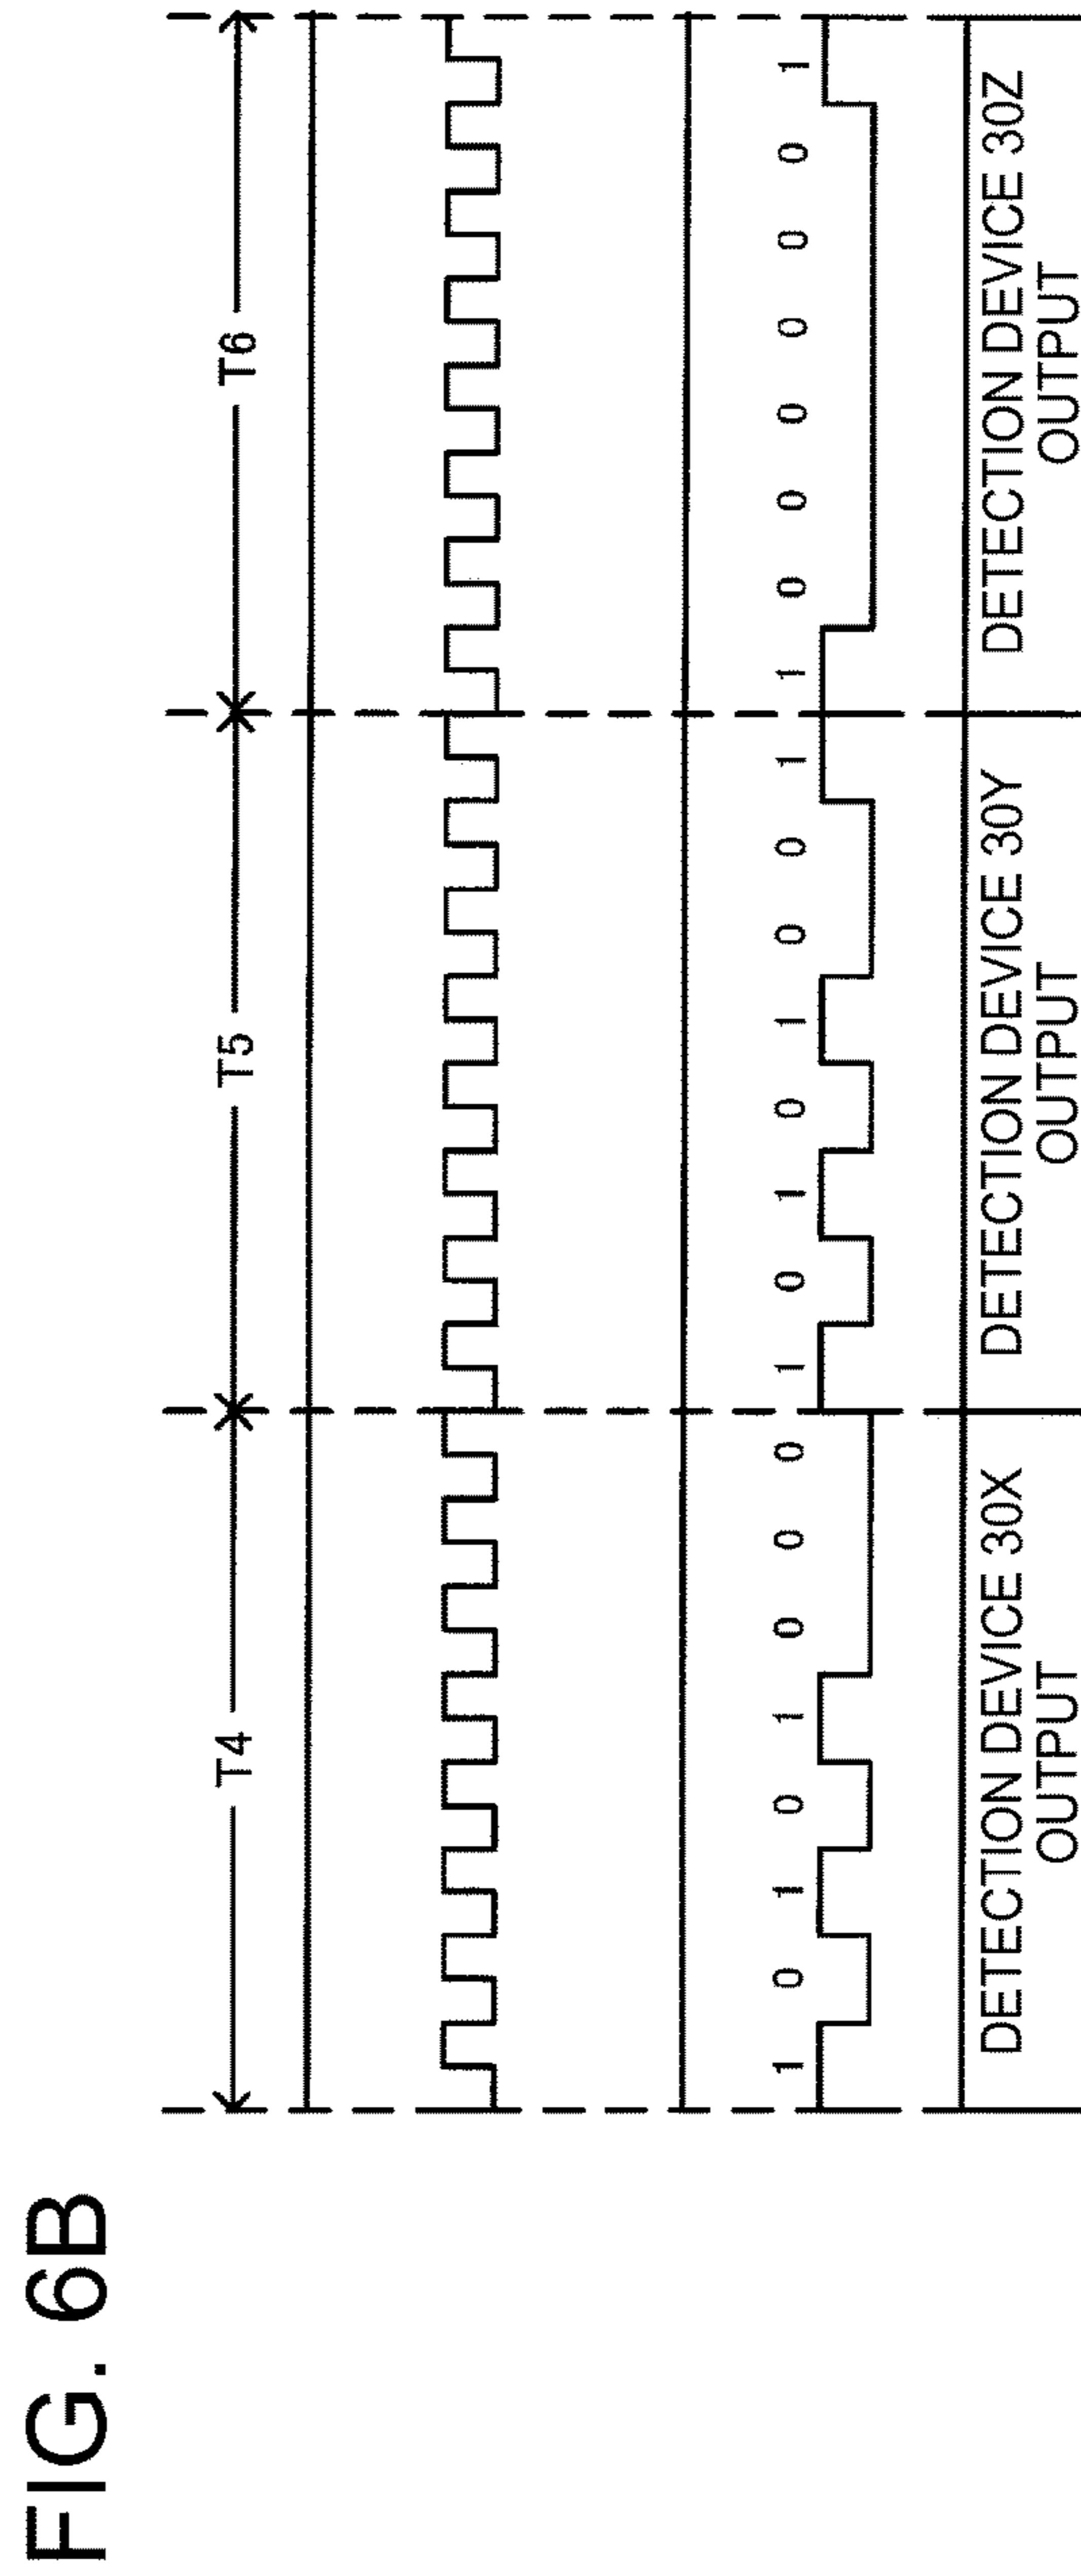 FIG. 6B
T4 T5 T6
1 0 1 0 1 0 0 0 1 0 1 0 1 0 0 1 1 0 0 0 0 0 0 1
DETECTION DEVICE 30X
OUTPUT
DETECTION DEVICE 30Y
OUTPUT
DETECTION DEVICE 30Z
OUTPUT